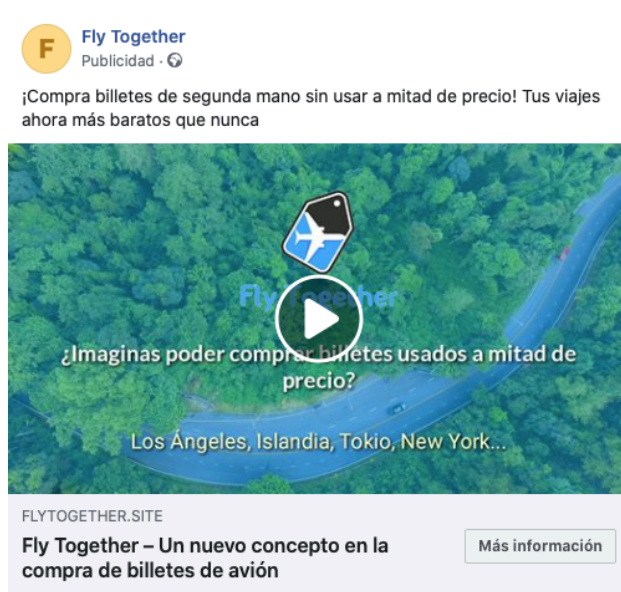 F
Fly Together
Publicidad ·
¡Compra billetes de segunda mano sin usar a mitad de precio! Tus viajes
ahora más baratos que nunca
Fly Together
¿Imaginas poder comprar billetes usados a mitad de
precio?
Los Ángeles, Islandia, Tokio, New York...
FLYTOGETHER.SITE
Fly Together – Un nuevo concepto en la
compra de billetes de avión
Más información